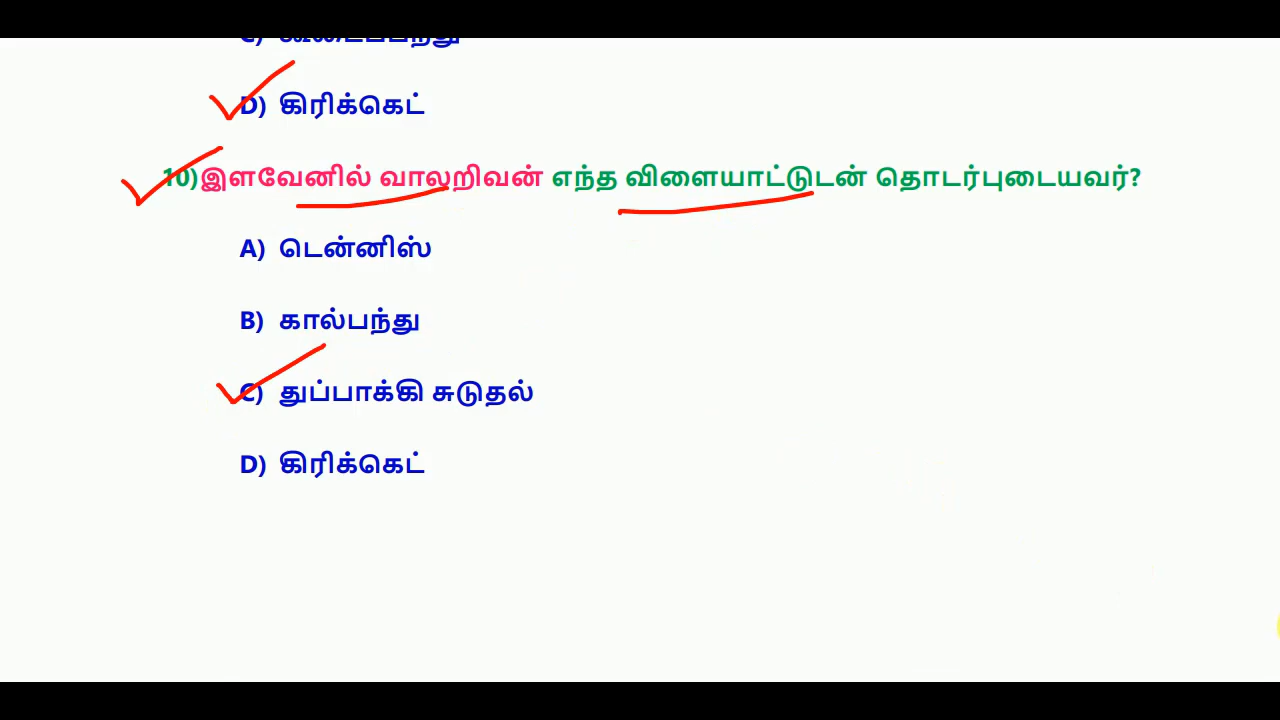 D) கிரிக்கெட்
10)இளவேனில் வாலறிவன் எந்த விளையாட்டுடன் தொடர்புடையவர்?
A) டென்னிஸ்
B) கால்பந்து
C) துப்பாக்கி சுடுதல்
D) கிரிக்கெட்